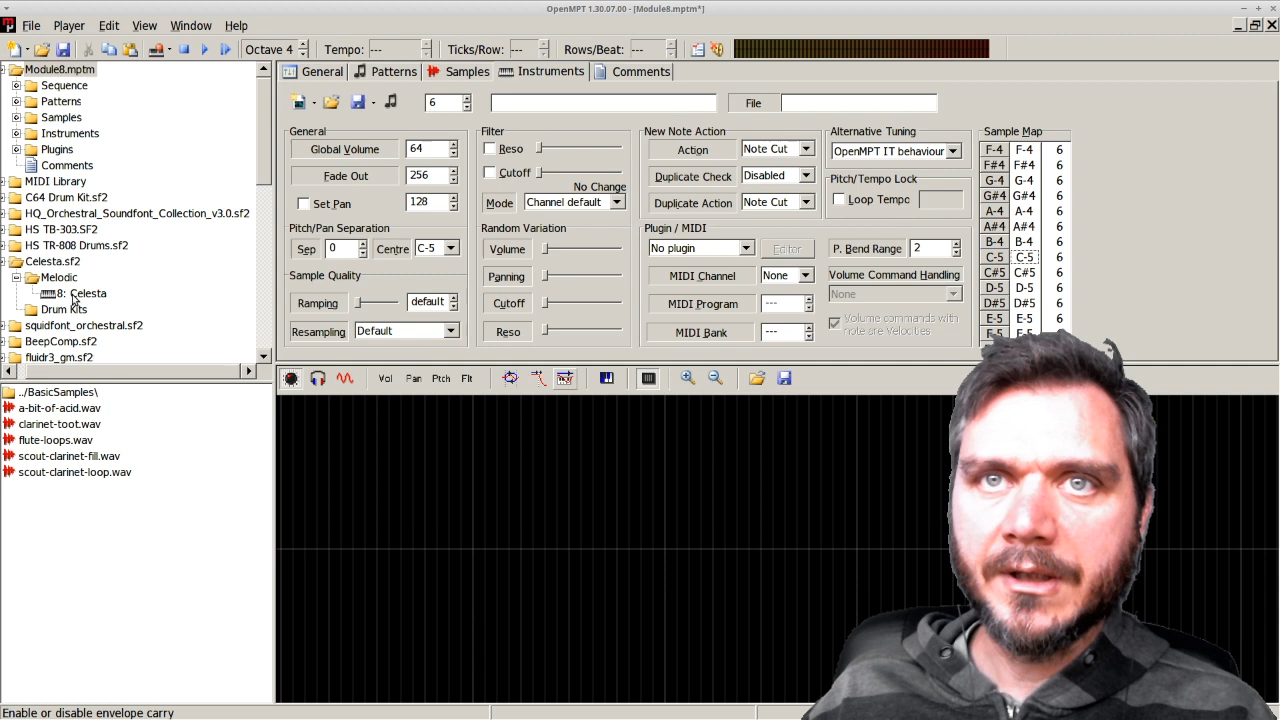 OpenMPT 1.30.07.00 - [Module8.mptm*]
File Player Edit View Window Help
Octave 4 Tempo: --- Ticks/Row: --- Rows/Beat: ---
Module8.mptm
Sequence
Patterns
Samples
Instruments
Plugins
Comments
MIDI Library
C64 Drum Kit.sf2
HQ_Orchestral_Soundfont_Collection_v3.0.sf2
HS TB-303.SF2
HS TR-808 Drums.sf2
Celesta.sf2
Melodic
8: Celesta
Drum Kits
squidfont_orchestral.sf2
BeepComp.sf2
fluidr3_gm.sf2
../BasicSamples\
a-bit-of-acid.wav
clarinet-toot.wav
flute-loops.wav
scout-clarinet-fill.wav
scout-clarinet-loop.wav
General Patterns Samples Instruments Comments
6 File
General
Global Volume 64
Fade Out 256
Set Pan 128
Pitch/Pan Separation
Sep 0 Centre C-5
Sample Quality
Ramping default
Resampling Default
Filter
Reso
Cutoff
No Change
Mode Channel default
Random Variation
Volume
Panning
Cutoff
Reso
New Note Action
Action Note Cut
Duplicate Check Disabled
Duplicate Action Note Cut
Plugin / MIDI
No plugin Editor
MIDI Channel None
MIDI Program ---
MIDI Bank ---
Alternative Tuning
OpenMPT IT behaviour
Pitch/Tempo Lock
Loop Tempo
P. Bend Range 2
Volume Command Handling
None
Volume commands with
note are Velocities
Sample Map
F-4 F-4 6
F#4 F#4 6
G-4 G-4 6
G#4 G#4 6
A-4 A-4 6
A#4 A#4 6
B-4 B-4 6
C-5 C-5 6
C#5 C#5 6
D-5 D-5 6
D#5 D#5 6
E-5 E-5 6
F-5 F-5 6
Vol Pan Ptch Flt
Enable or disable envelope carry